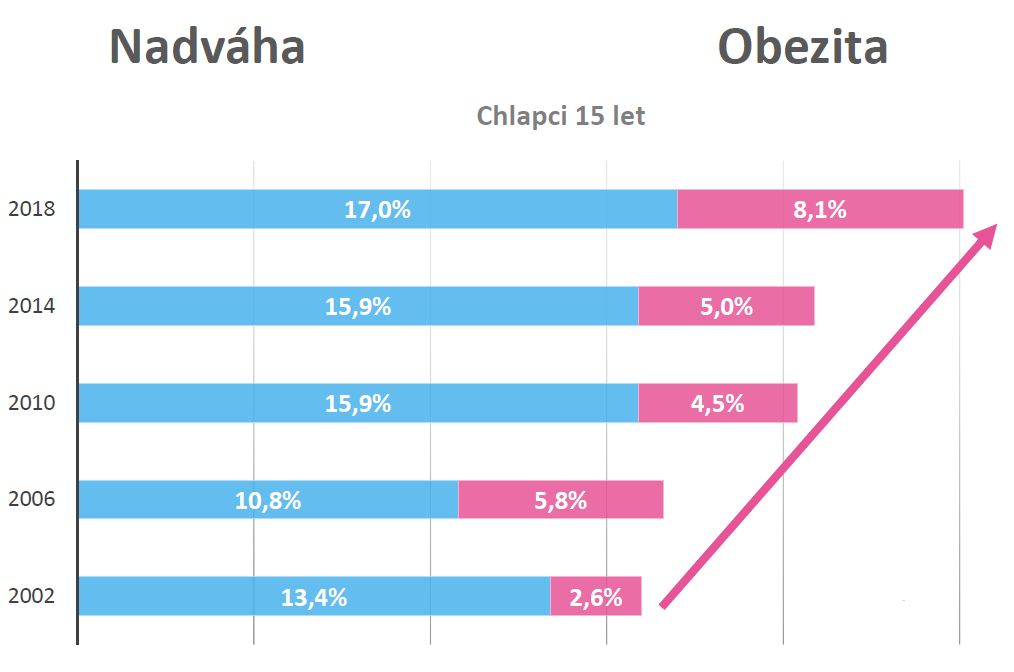 Nadváha Obezita
Chlapci 15 let
2018 17,0% 8,1%
2014 15,9% 5,0%
2010 15,9% 4,5%
2006 10,8% 5,8%
2002 13,4% 2,6%